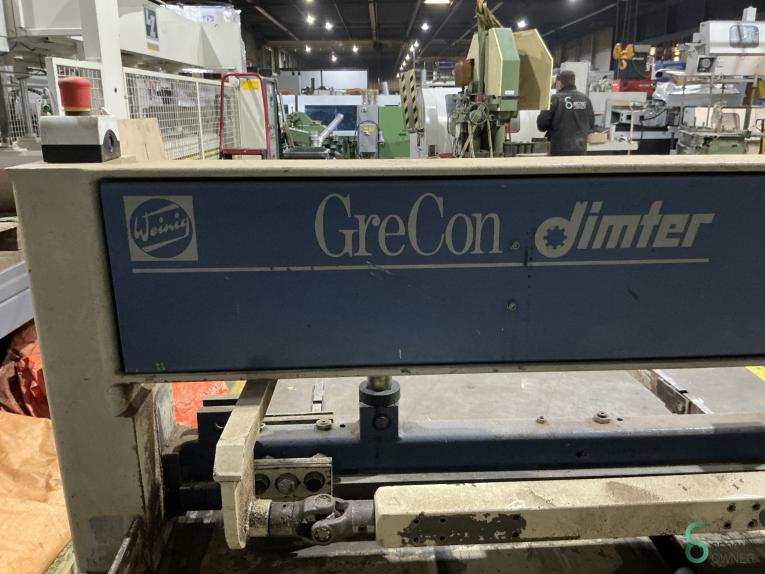 Weinig
GreCon dimter
OWNER